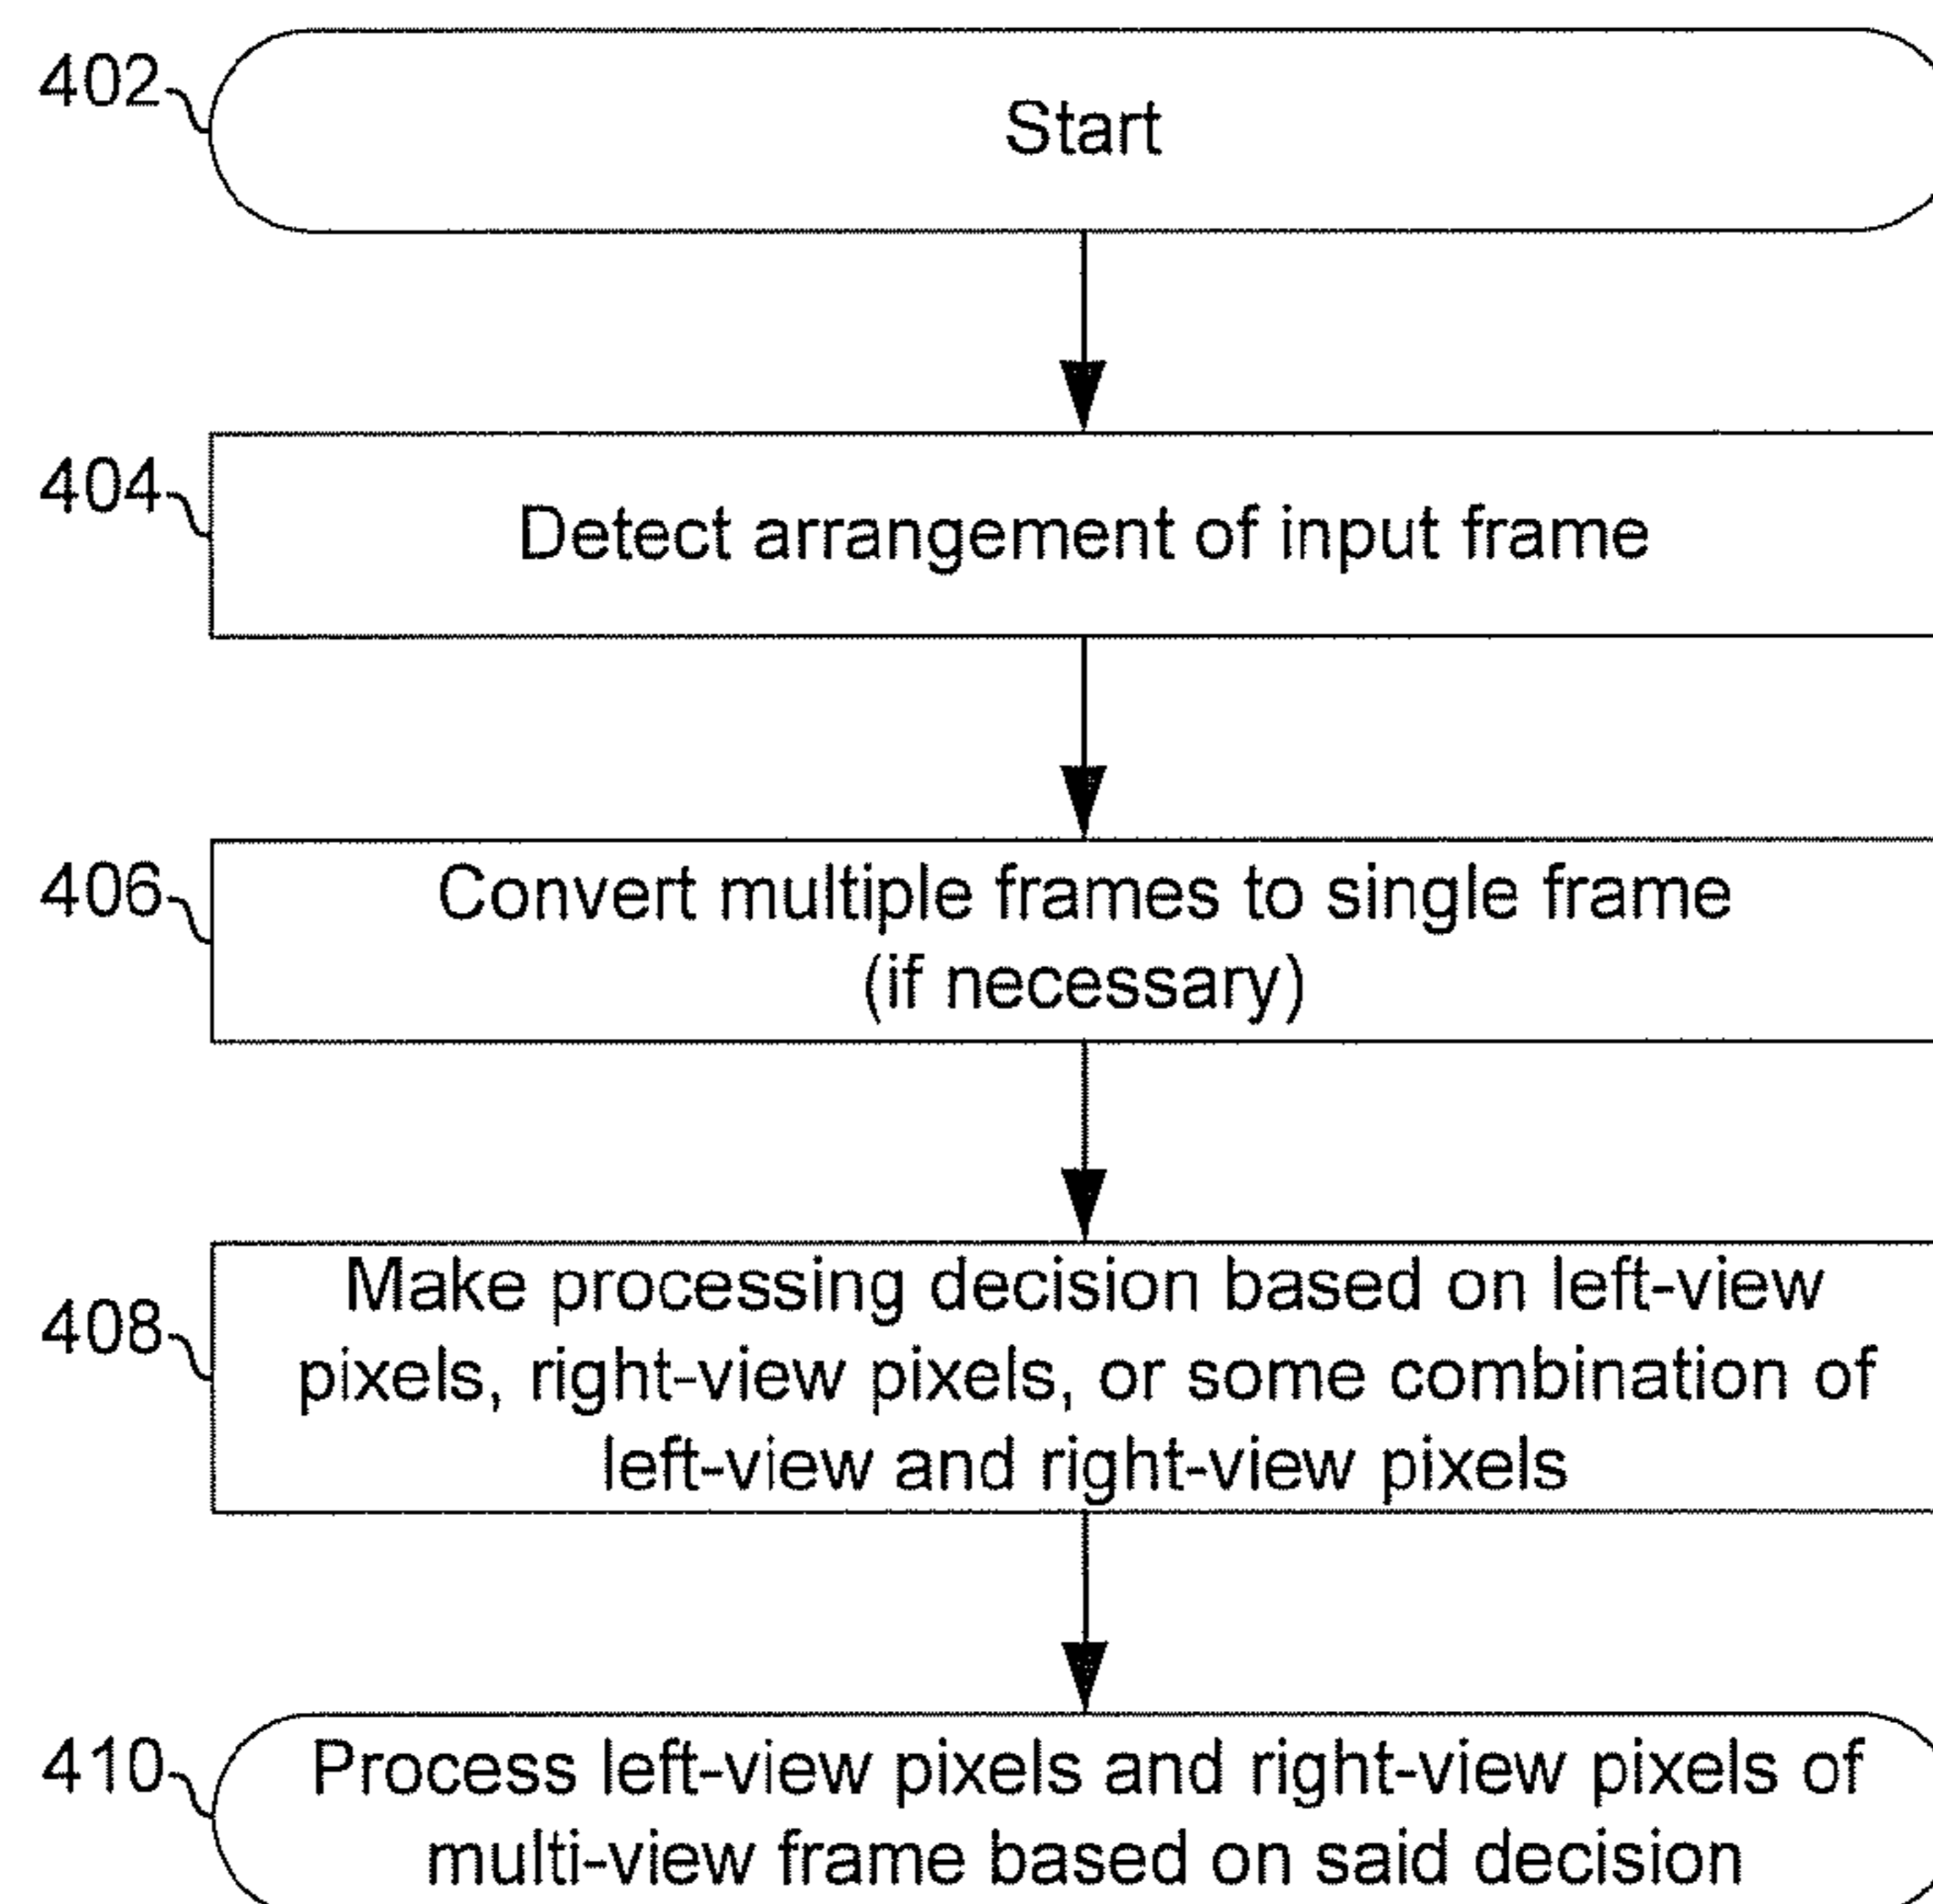 402
Start
404
Detect arrangement of input frame
406
Convert multiple frames to single frame
(if necessary)
408
Make processing decision based on left-view
pixels, right-view pixels, or some combination of
left-view and right-view pixels
410
Process left-view pixels and right-view pixels of
multi-view frame based on said decision